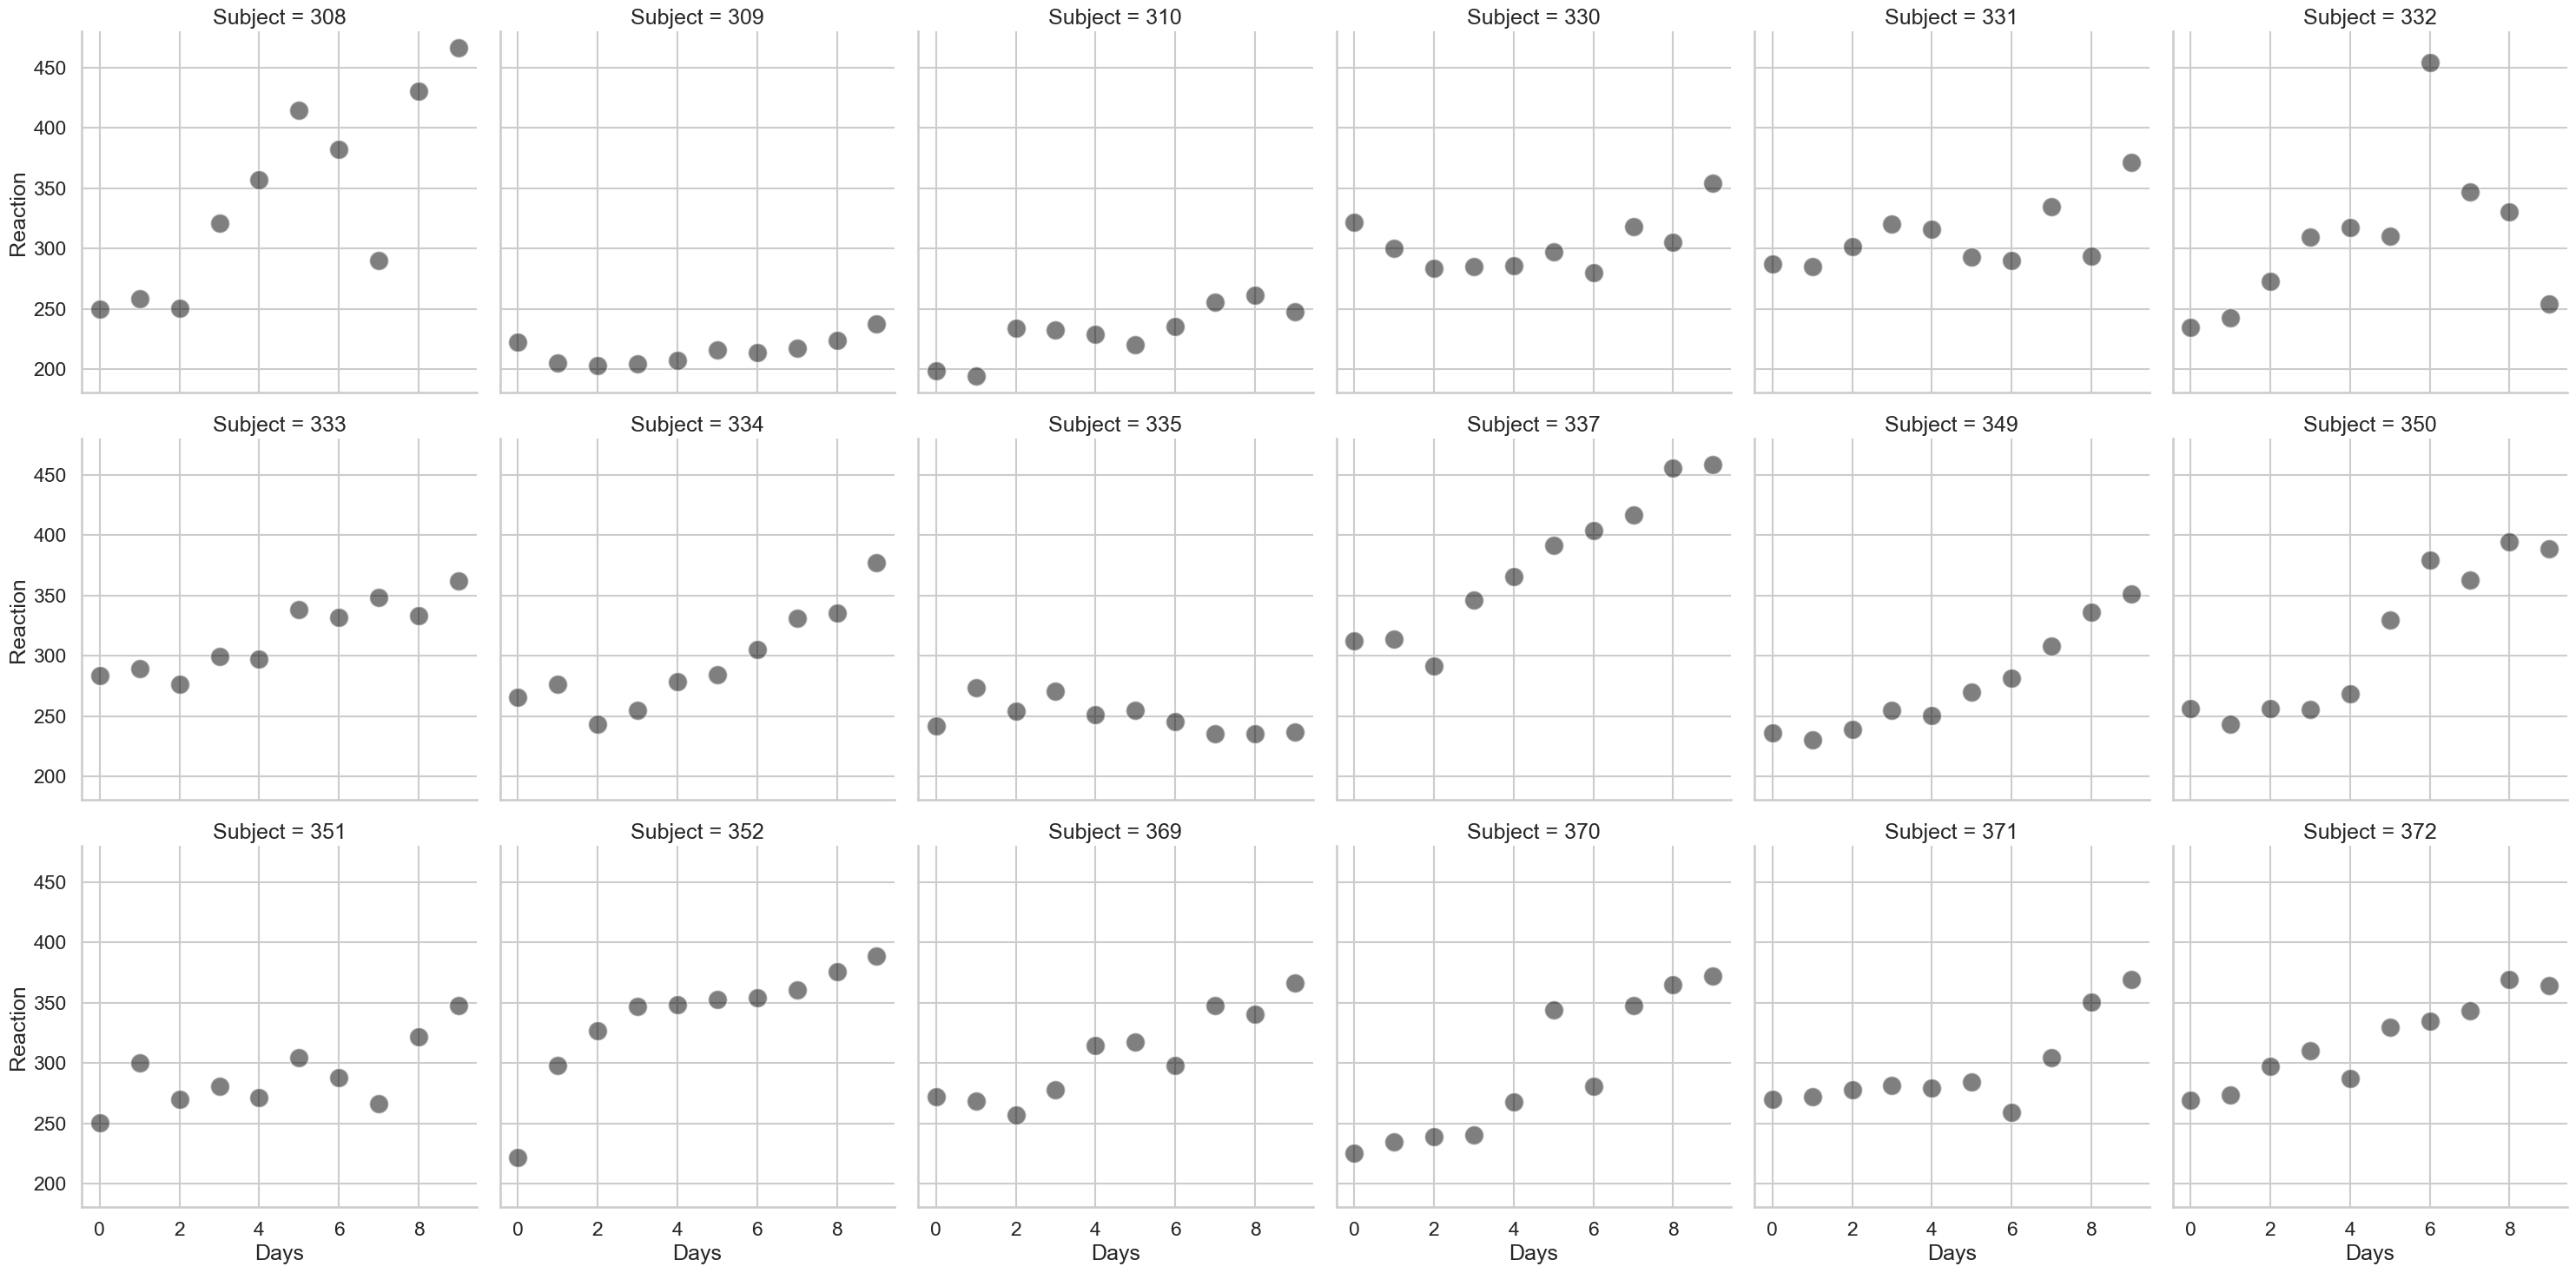 Subject = 308 Subject = 309 Subject = 310 Subject = 330 Subject = 331 Subject = 332
450
400
350
300
250
200
Reaction
Subject = 333 Subject = 334 Subject = 335 Subject = 337 Subject = 349 Subject = 350
450
400
350
300
250
200
Reaction
Subject = 351 Subject = 352 Subject = 369 Subject = 370 Subject = 371 Subject = 372
450
400
350
300
250
200
Reaction
0 2 4 6 8 0 2 4 6 8 0 2 4 6 8 0 2 4 6 8 0 2 4 6 8 0 2 4 6 8
Days Days Days Days Days Days